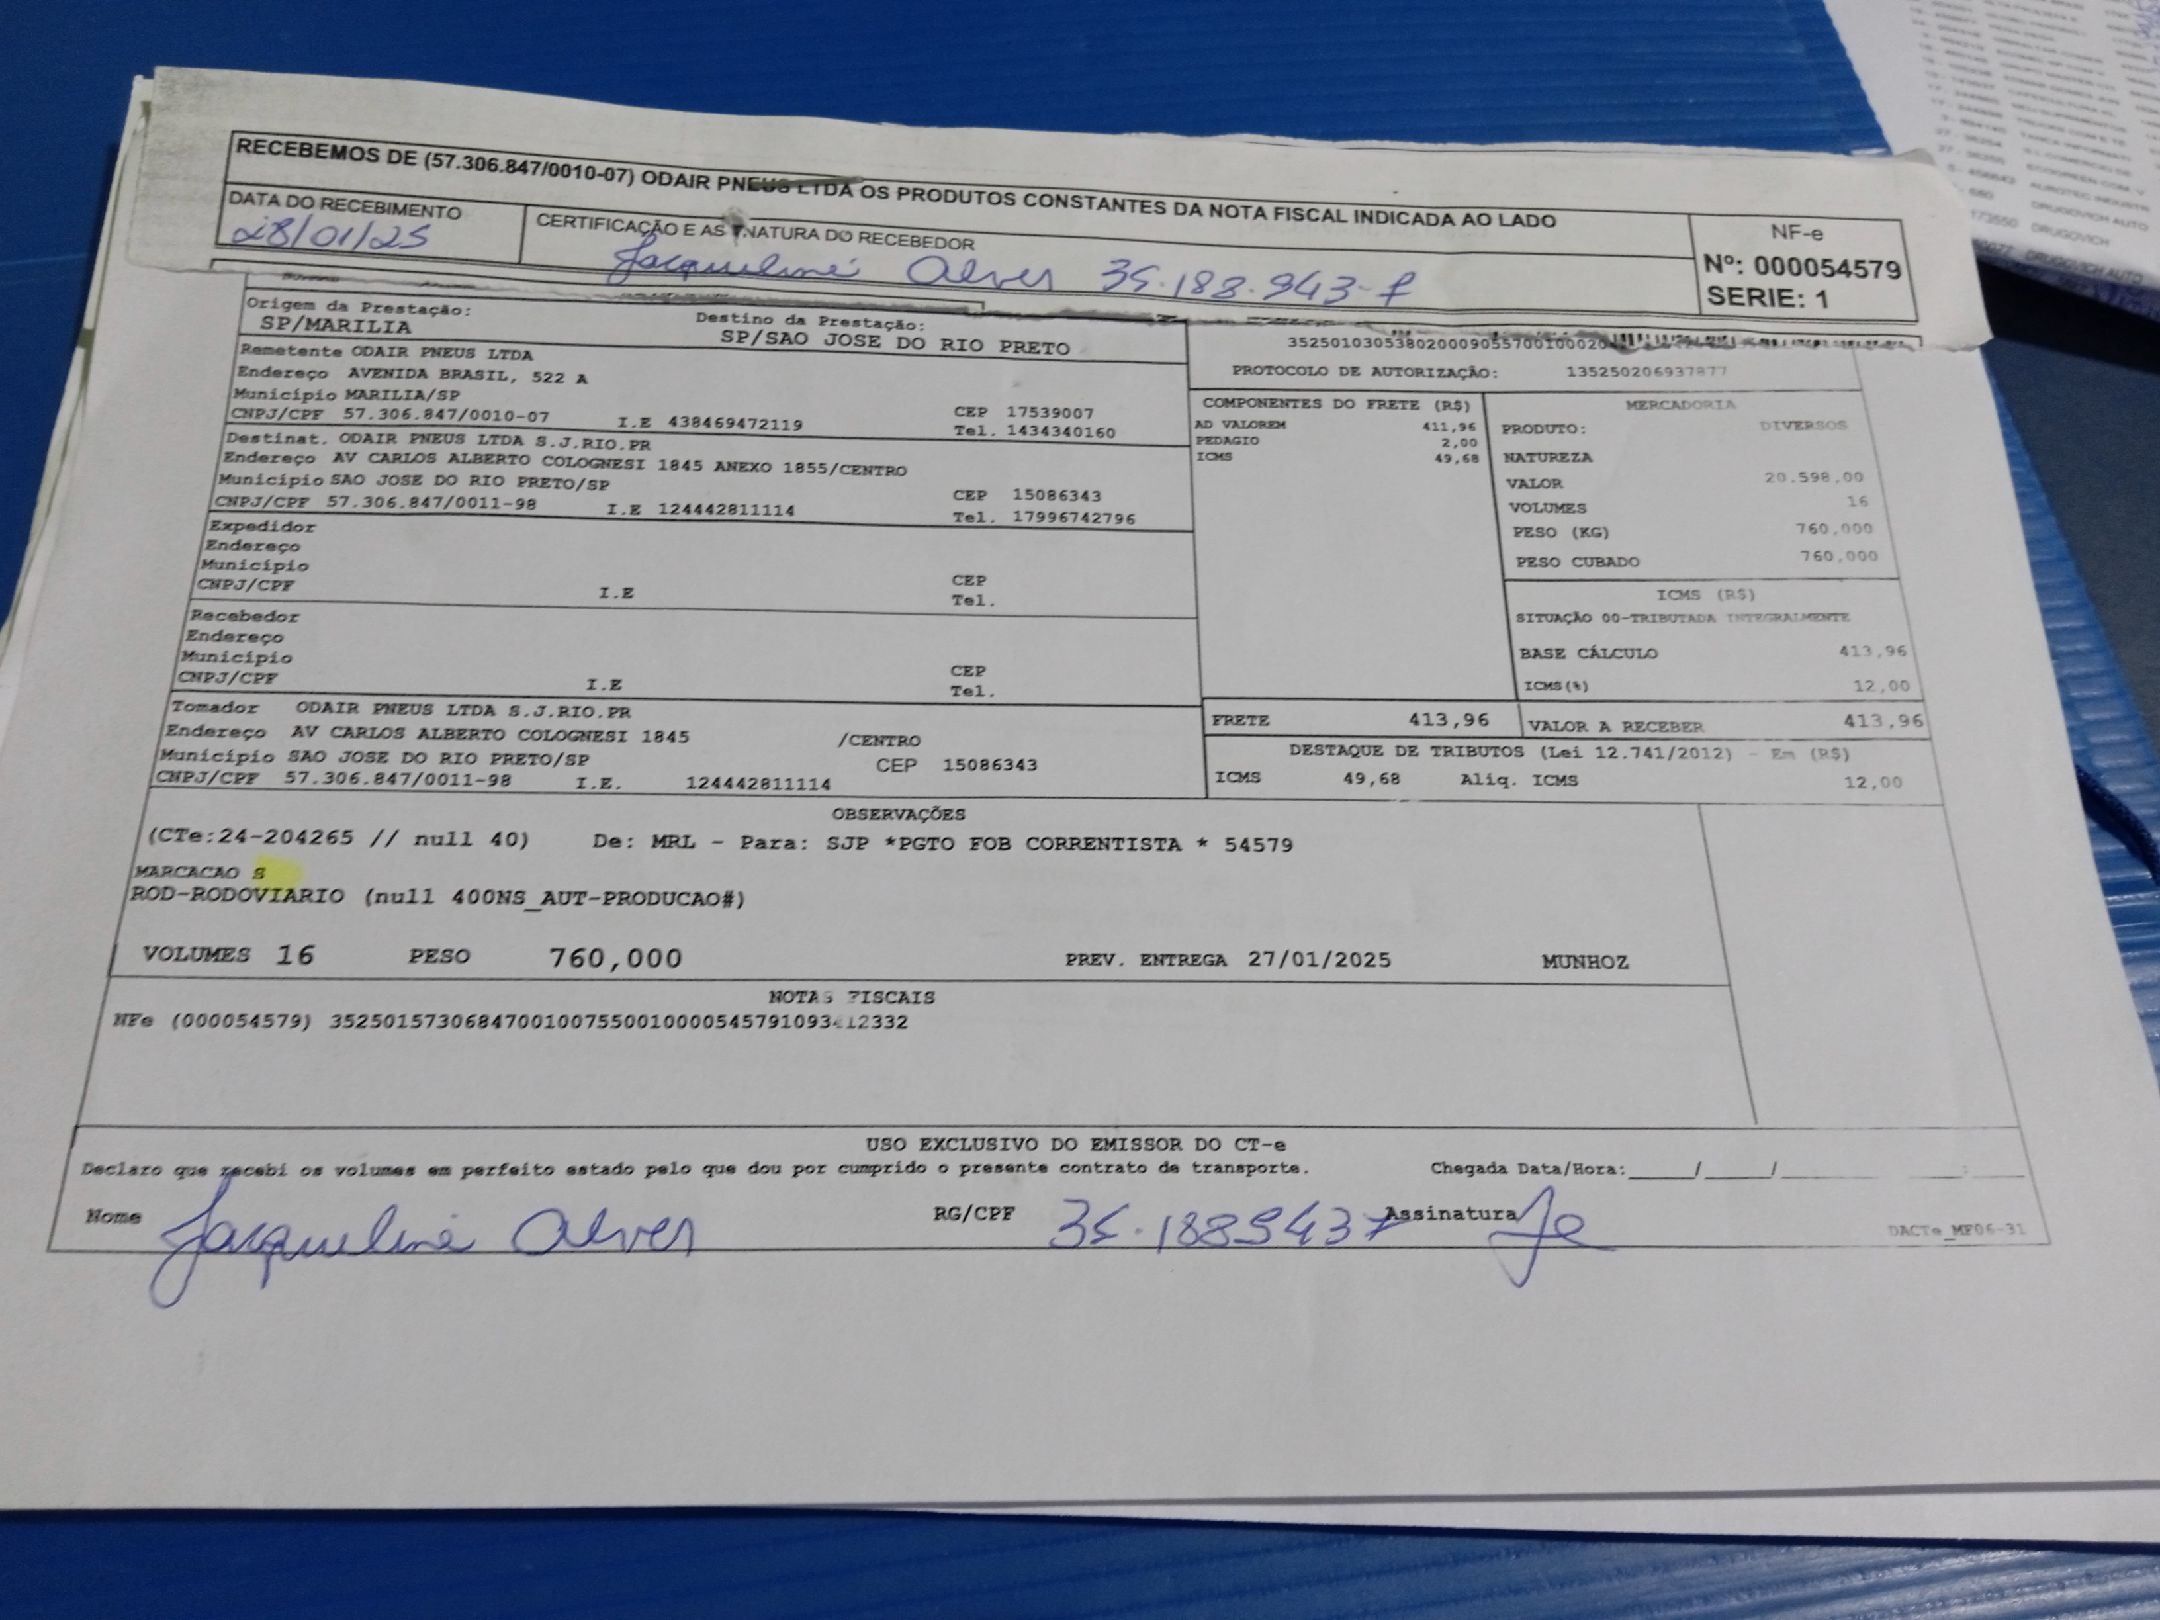 RECEBEMOS DE (57.306.847/0010-07) ODAIR PNEUS LTDA OS PRODUTOS CONSTANTES DA NOTA FISCAL INDICADA AO LADO
DATA DO RECEBIMENTO
28/01/25
CERTIFICAÇÃO E ASSINATURA DO RECEBEDOR
Jacqueline Alves 35.188.943-7
NF-e
Nº: 000054579
SERIE: 1
Origem da Prestação:
SP/MARILIA
Destino da Prestação:
SP/SAO JOSE DO RIO PRETO
Remetente ODAIR PNEUS LTDA
Endereço AVENIDA BRASIL, 522 A
Município MARILIA/SP
CEP 17539007
CNPJ/CPF 57.306.847/0010-07 I.E 438469472119 Tel. 1434340160
Destinat. ODAIR PNEUS LTDA S.J.RIO.PR
Endereço AV CARLOS ALBERTO COLOGNESI 1845 ANEXO 1855/CENTRO
Município SAO JOSE DO RIO PRETO/SP CEP 15086343
CNPJ/CPF 57.306.847/0011-98 I.E 124442811114 Tel. 17996742796
Expedidor
Endereço
Município CEP
CNPJ/CPF I.E Tel.
Recebedor
Endereço
Município CEP
CNPJ/CPF I.E Tel.
Tomador ODAIR PNEUS LTDA S.J.RIO.PR
Endereço AV CARLOS ALBERTO COLOGNESI 1845 /CENTRO
Município SAO JOSE DO RIO PRETO/SP CEP 15086343
CNPJ/CPF 57.306.847/0011-98 I.E. 124442811114
PROTOCOLO DE AUTORIZAÇÃO: 135250206937877
COMPONENTES DO FRETE (R$)
AD VALOREM 411,96
PEDAGIO 2,00
ICMS 49,68
MERCADORIA
PRODUTO: DIVERSOS
NATUREZA
VALOR 20.598,00
VOLUMES 16
PESO (KG) 760,000
PESO CUBADO 760,000
ICMS (R$)
SITUAÇÃO 00-TRIBUTADA INTEGRALMENTE
BASE CÁLCULO 413,96
ICMS(%) 12,00
FRETE 413,96 VALOR A RECEBER 413,96
DESTAQUE DE TRIBUTOS (Lei 12.741/2012) - Em (R$)
ICMS 49,68 Aliq. ICMS 12,00
OBSERVAÇÕES
(CTe:24-204265 // null 40) De: MRL - Para: SJP *PGTO FOB CORRENTISTA * 54579
MARCACAO S
ROD-RODOVIARIO (null 400NS_AUT-PRODUCAO#)
VOLUMES 16 PESO 760,000 PREV. ENTREGA 27/01/2025 MUNHOZ
NOTAS FISCAIS
NFe (000054579)
USO EXCLUSIVO DO EMISSOR DO CT-e
Declaro que recebi os volumes em perfeito estado pelo que dou por cumprido o presente contrato de transporte. Chegada Data/Hora:____/____/____ :
Nome Jacqueline Alves RG/CPF 35.1889437 Assinatura
DACTe_MF06-31